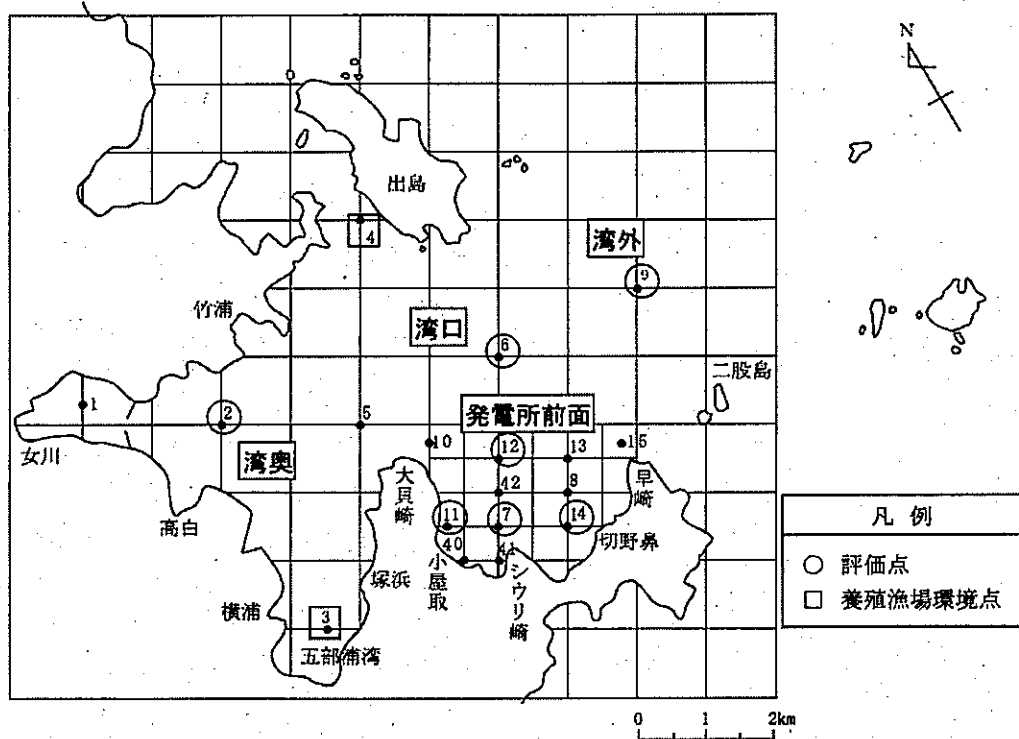 N
出島
4
湾外
9
竹浦
湾口
6
二股島
1
2
5
発電所前面
10
12
13
15
女川
湾奥
大貝崎
42
8
早崎
高白
11
7
14
切野鼻
40
41
小屋取
シウリ崎
塚浜
横浦
3
五部浦湾
凡例
○ 評価点
□ 養殖漁場環境点
0 1 2km